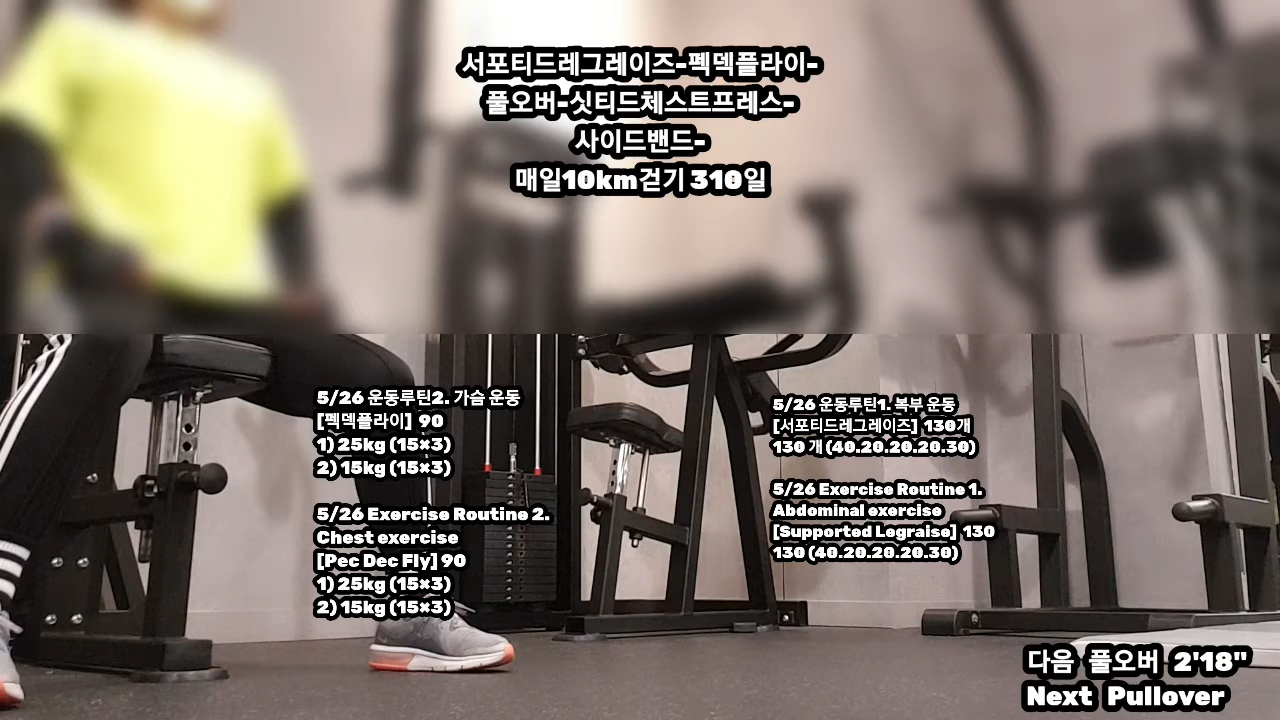 서포티드레그레이즈-펙덱플라이-
풀오버-싯티드체스트프레스-
사이드밴드-
매일10km걷기 310일
5/26 운동루틴2. 가슴 운동
[펙덱플라이] 90
1) 25kg (15×3)
2) 15kg (15×3)
5/26 Exercise Routine 2.
Chest exercise
[Pec Dec Fly] 90
1) 25kg (15×3)
2) 15kg (15×3)
5/26 운동루틴1. 복부 운동
[서포티드레그레이즈] 130개
130 개 (40.20.20.20.30)
5/26 Exercise Routine 1.
Abdominal exercise
[Supported Legraise] 130
130 (40.20.20.20.30)
다음 풀오버 2'18"
Next Pullover